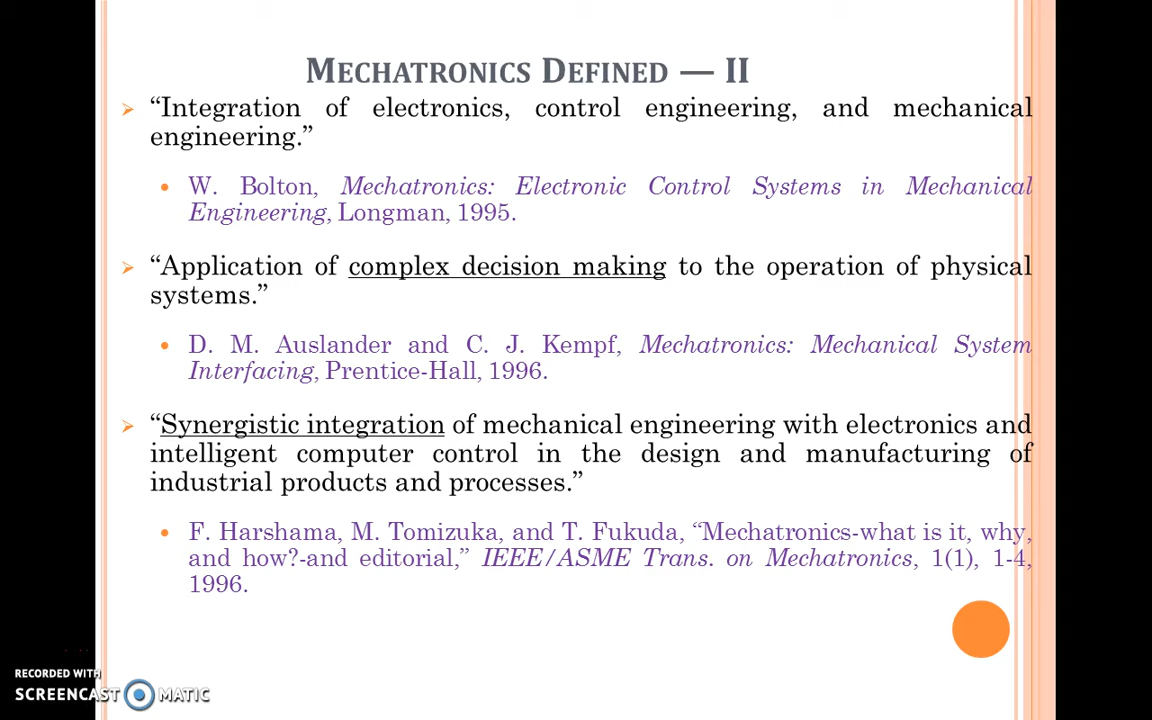 MECHATRONICS DEFINED — II
“Integration of electronics, control engineering, and mechanical
engineering.”
W. Bolton, Mechatronics: Electronic Control Systems in Mechanical
Engineering, Longman, 1995.
“Application of complex decision making to the operation of physical
systems.”
D. M. Auslander and C. J. Kempf, Mechatronics: Mechanical System
Interfacing, Prentice-Hall, 1996.
“Synergistic integration of mechanical engineering with electronics and
intelligent computer control in the design and manufacturing of
industrial products and processes.”
F. Harshama, M. Tomizuka, and T. Fukuda, “Mechatronics-what is it, why,
and how?-and editorial,” IEEE/ASME Trans. on Mechatronics, 1(1), 1-4,
1996.
RECORDED WITH
SCREENCAST MATIC